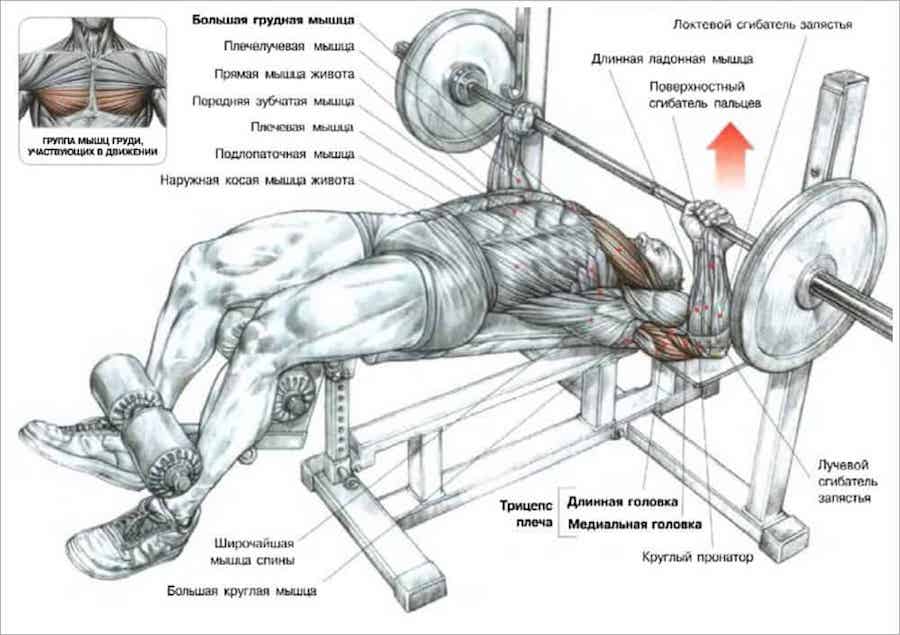 ГРУППА МЫШЦ ГРУДИ,
УЧАСТВУЮЩИХ В ДВИЖЕНИИ
Большая грудная мышца
Плечелучевая мышца
Прямая мышца живота
Передняя зубчатая мышца
Плечевая мышца
Подлопаточная мышца
Наружная косая мышца живота
Локтевой сгибатель запястья
Длинная ладонная мышца
Поверхностный
сгибатель пальцев
Лучевой
сгибатель
запястья
Трицепс
плеча
Длинная головка
Медиальная головка
Круглый пронатор
Широчайшая
мышца спины
Большая круглая мышца